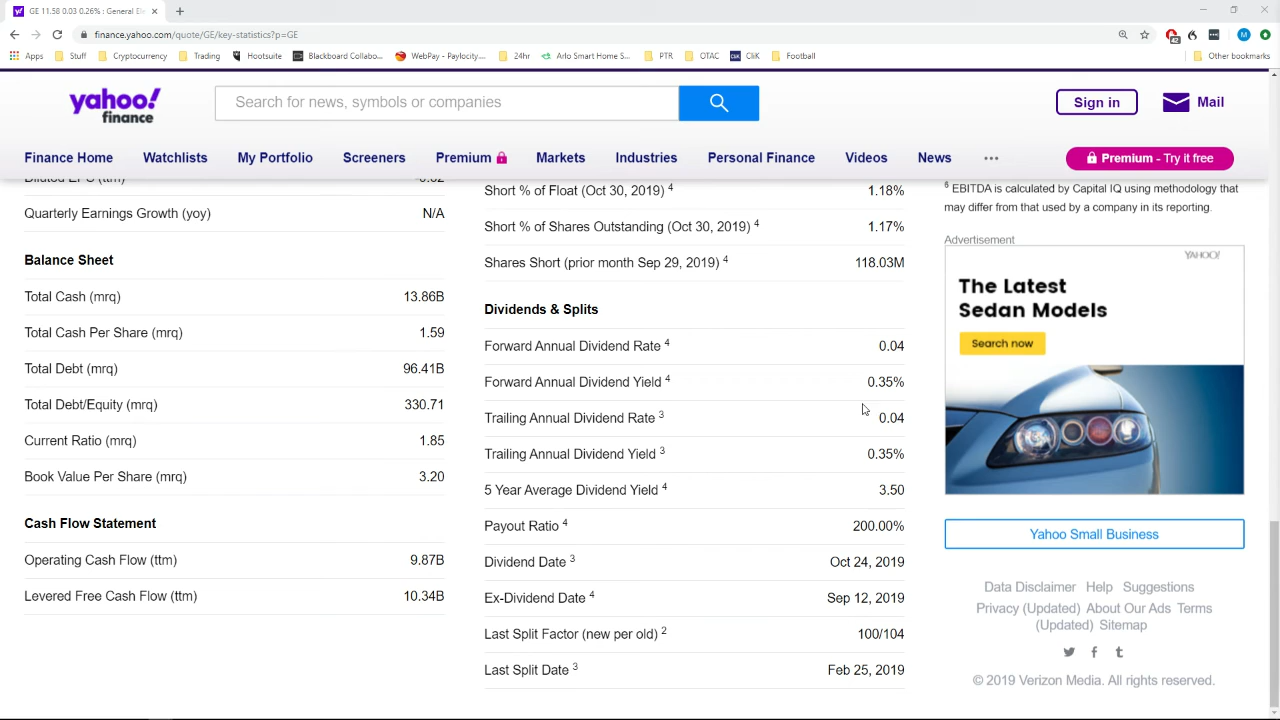 GE 11.58 0.03 0.26% : General Ele
finance.yahoo.com/quote/GE/key-statistics?p=GE
Apps Stuff Cryptocurrency Trading Hootsuite Blackboard Collabo... WebPay - Paylocity... 24hr Arlo Smart Home S... PTR OTAC CliK Football Other bookmarks
yahoo!
finance
Search for news, symbols or companies
Sign in
Mail
Finance Home Watchlists My Portfolio Screeners Premium Markets Industries Personal Finance Videos News ... Premium - Try it free
Quarterly Earnings Growth (yoy) N/A
Balance Sheet
Total Cash (mrq) 13.86B
Total Cash Per Share (mrq) 1.59
Total Debt (mrq) 96.41B
Total Debt/Equity (mrq) 330.71
Current Ratio (mrq) 1.85
Book Value Per Share (mrq) 3.20
Cash Flow Statement
Operating Cash Flow (ttm) 9.87B
Levered Free Cash Flow (ttm) 10.34B
Short % of Float (Oct 30, 2019) 4 1.18%
Short % of Shares Outstanding (Oct 30, 2019) 4 1.17%
Shares Short (prior month Sep 29, 2019) 4 118.03M
Dividends & Splits
Forward Annual Dividend Rate 4 0.04
Forward Annual Dividend Yield 4 0.35%
Trailing Annual Dividend Rate 3 0.04
Trailing Annual Dividend Yield 3 0.35%
5 Year Average Dividend Yield 4 3.50
Payout Ratio 4 200.00%
Dividend Date 3 Oct 24, 2019
Ex-Dividend Date 4 Sep 12, 2019
Last Split Factor (new per old) 2 100/104
Last Split Date 3 Feb 25, 2019
6 EBITDA is calculated by Capital IQ using methodology that
may differ from that used by a company in its reporting.
Advertisement
YAHOO!
The Latest
Sedan Models
Search now
Yahoo Small Business
Data Disclaimer Help Suggestions
Privacy (Updated) About Our Ads Terms
(Updated) Sitemap
© 2019 Verizon Media. All rights reserved.